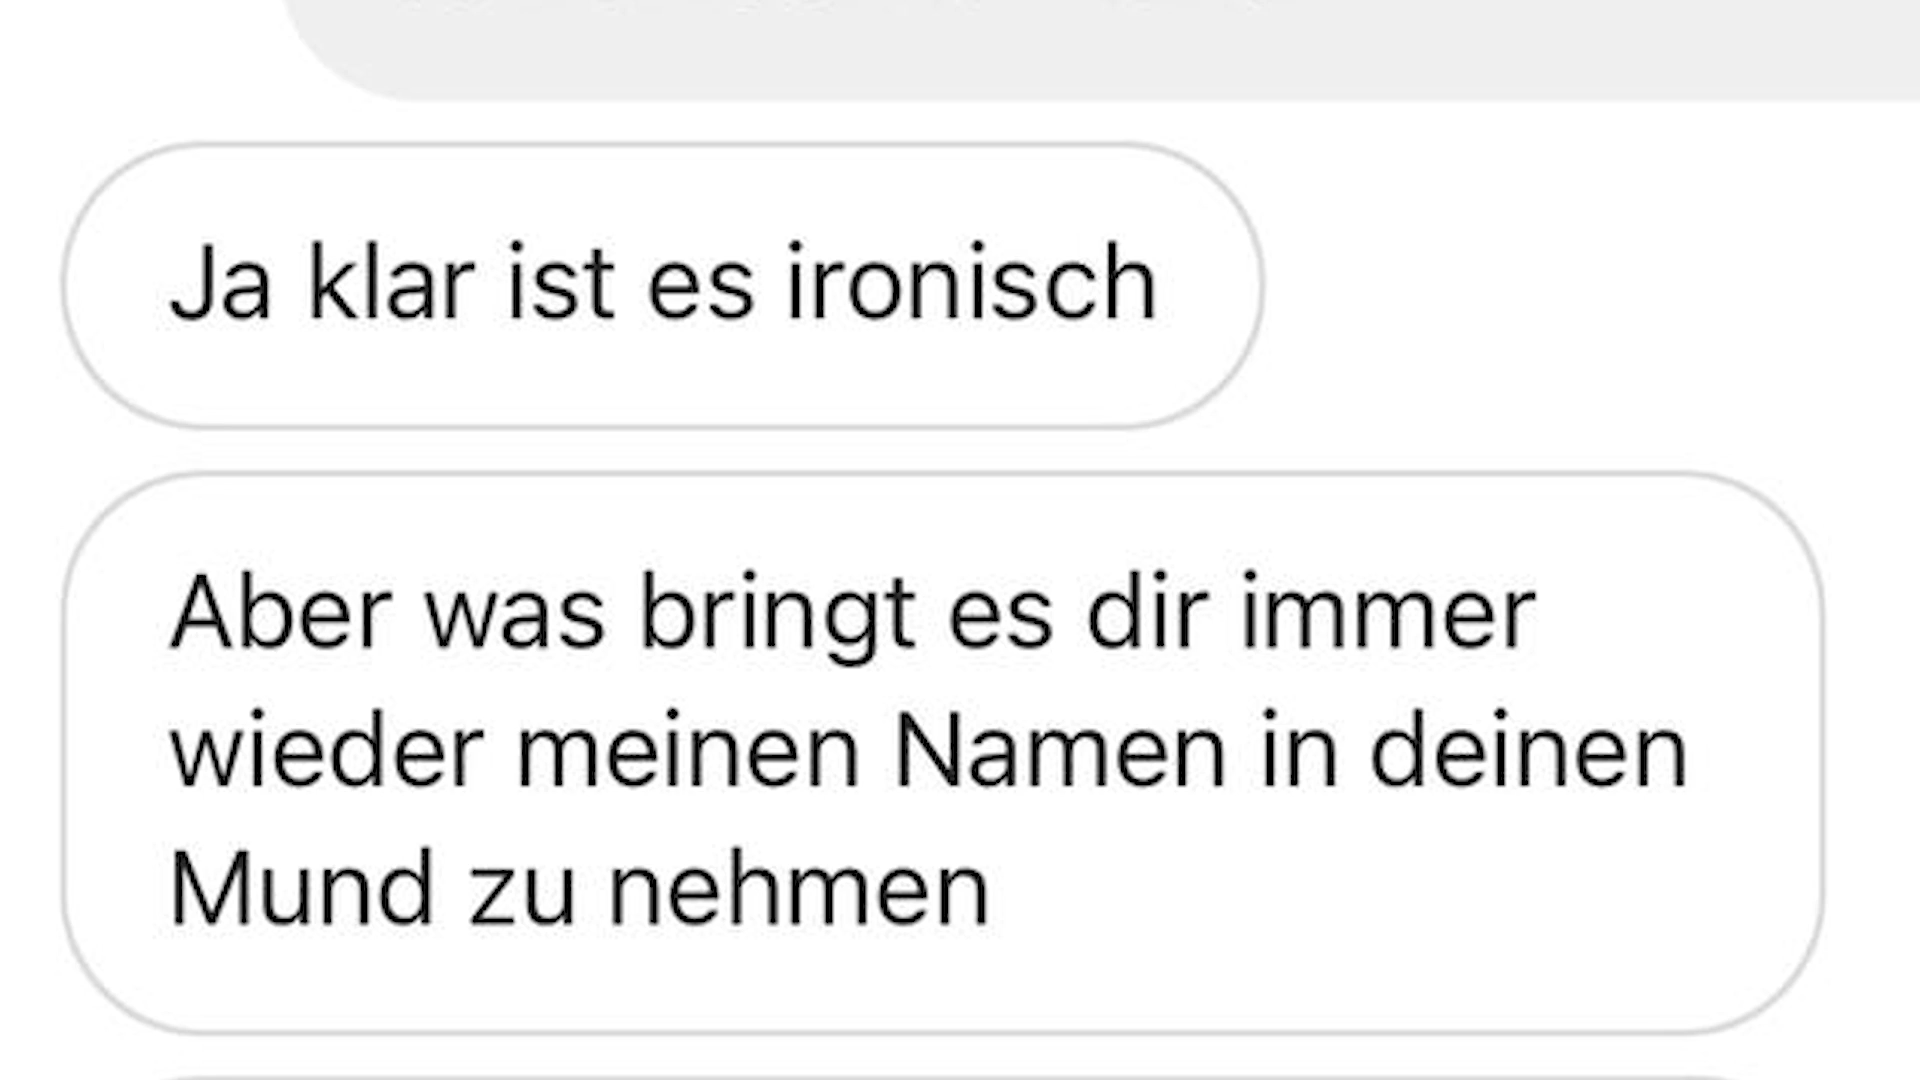 Ja klar ist es ironisch
Aber was bringt es dir immer
wieder meinen Namen in deinen
Mund zu nehmen